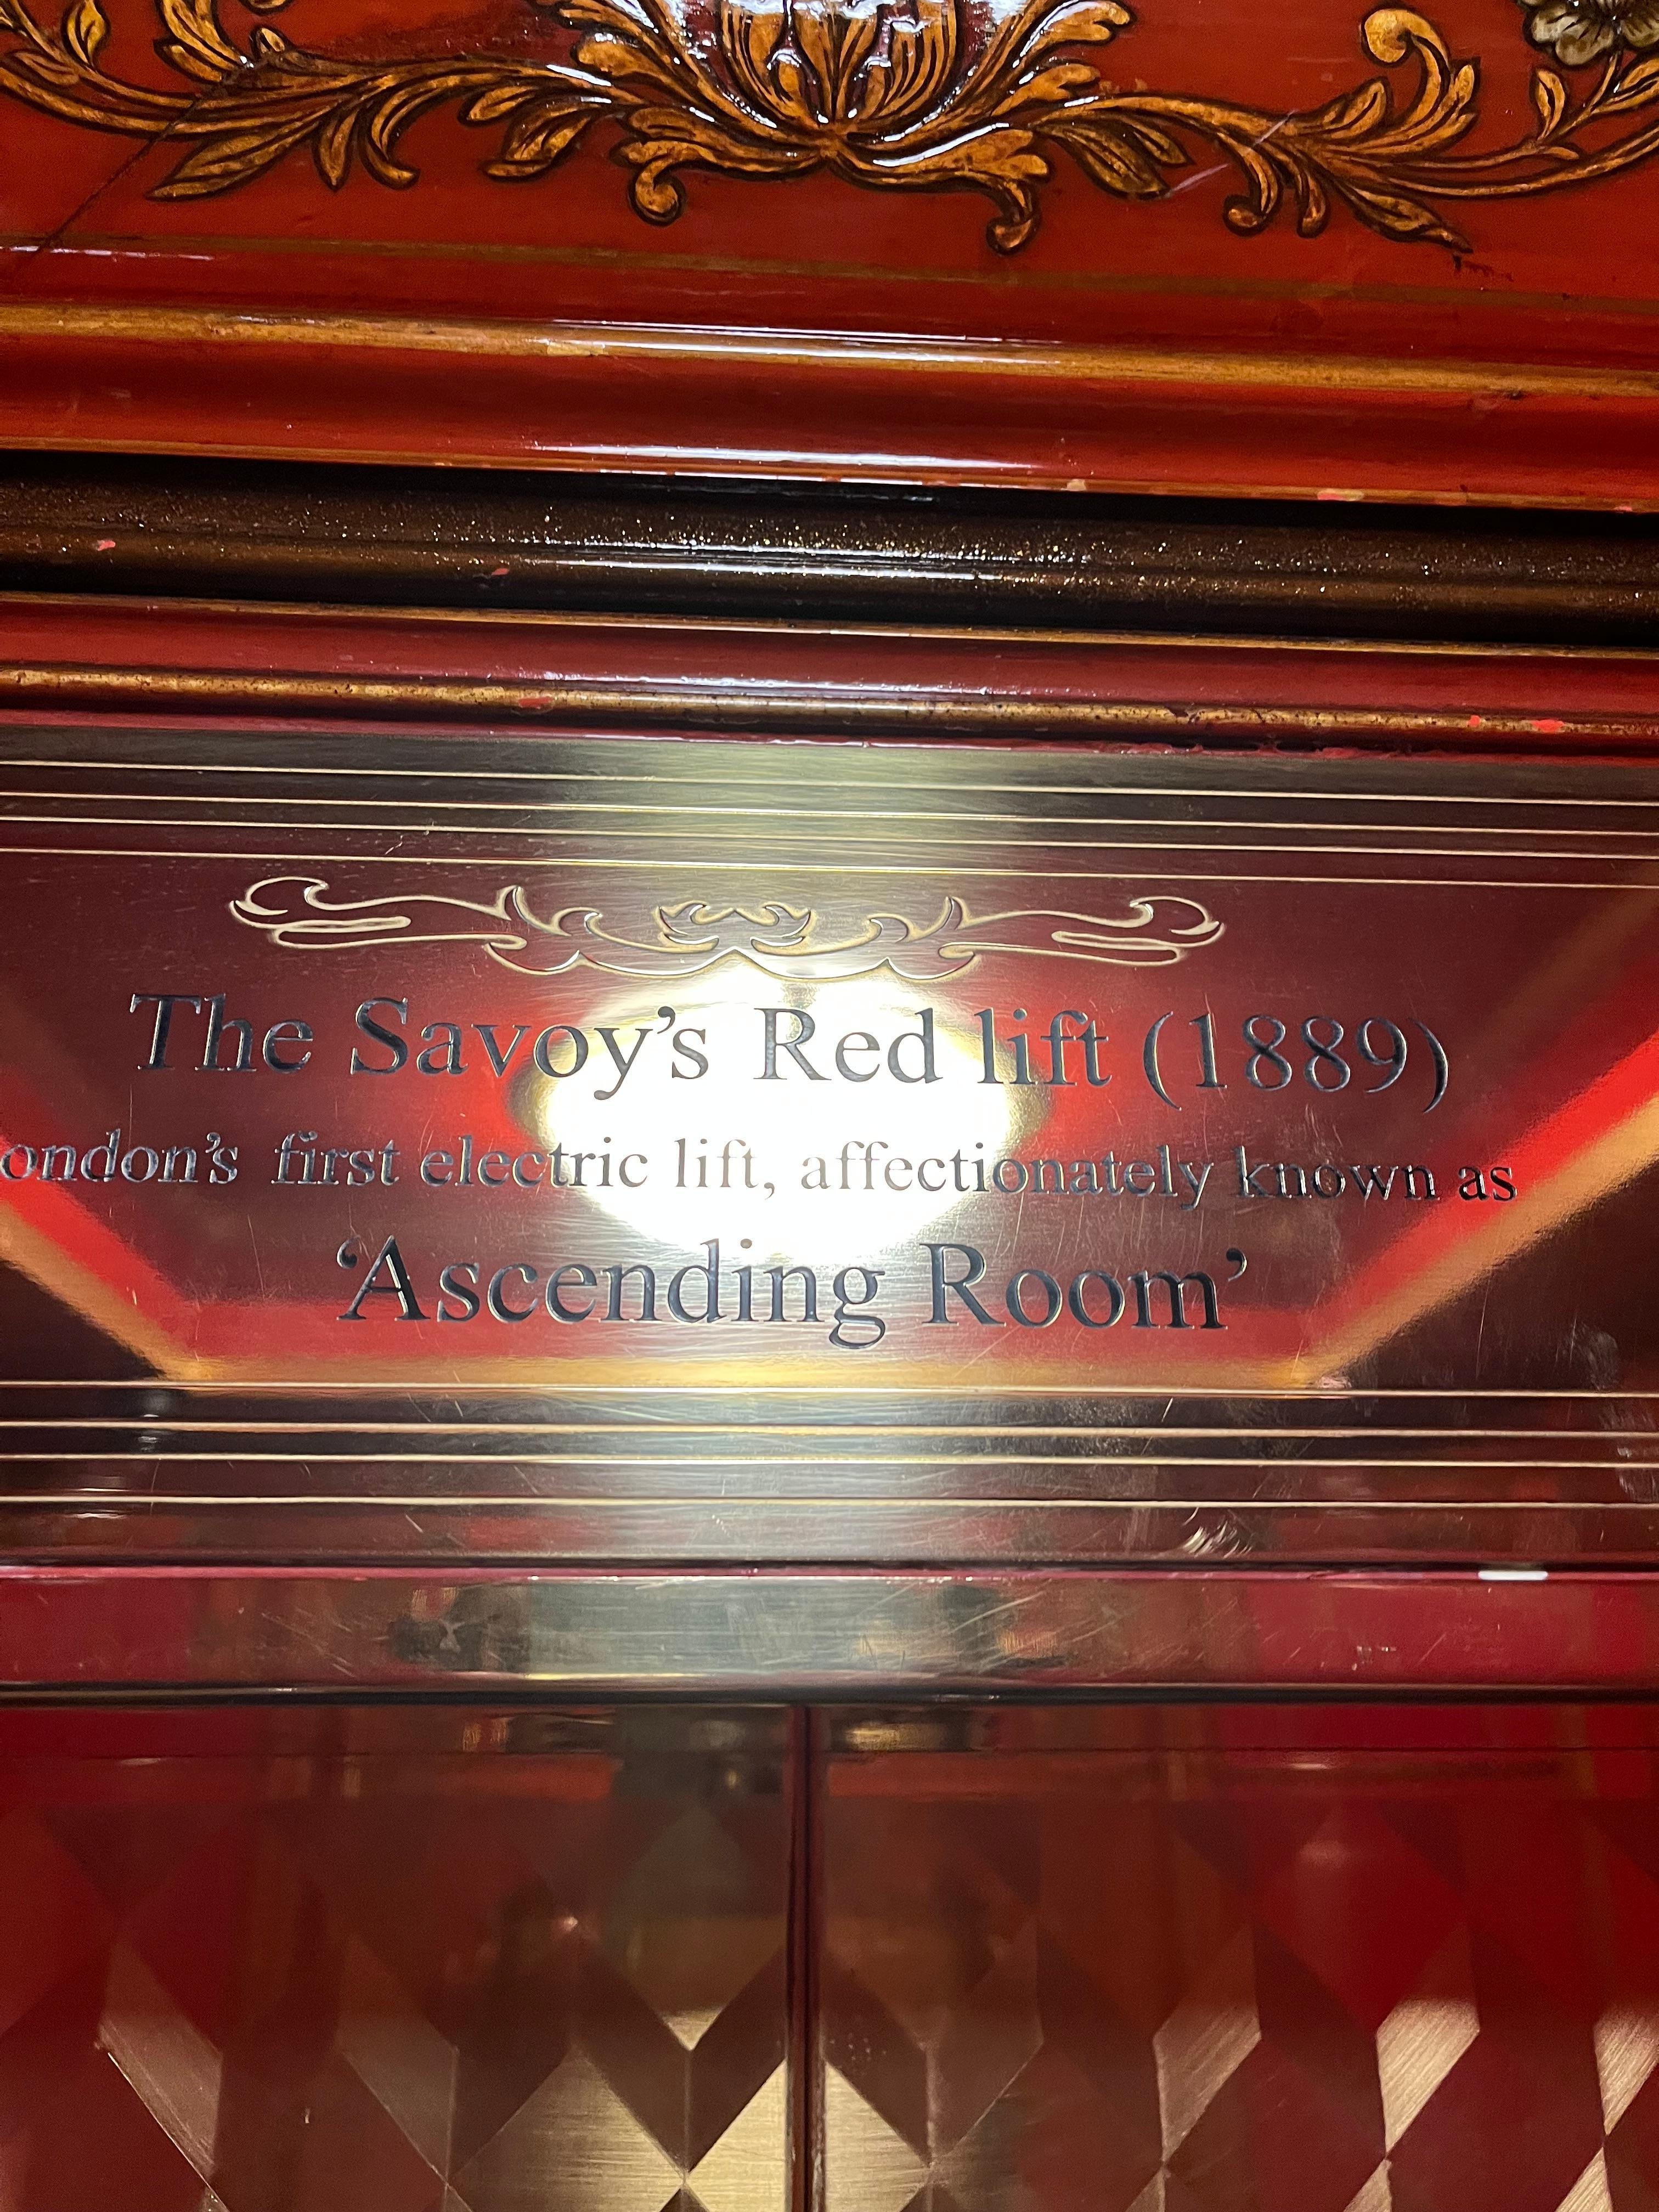 The Savoy's Red lift (1889)
ondon's first electric lift, affectionately known as
'Ascending Room'